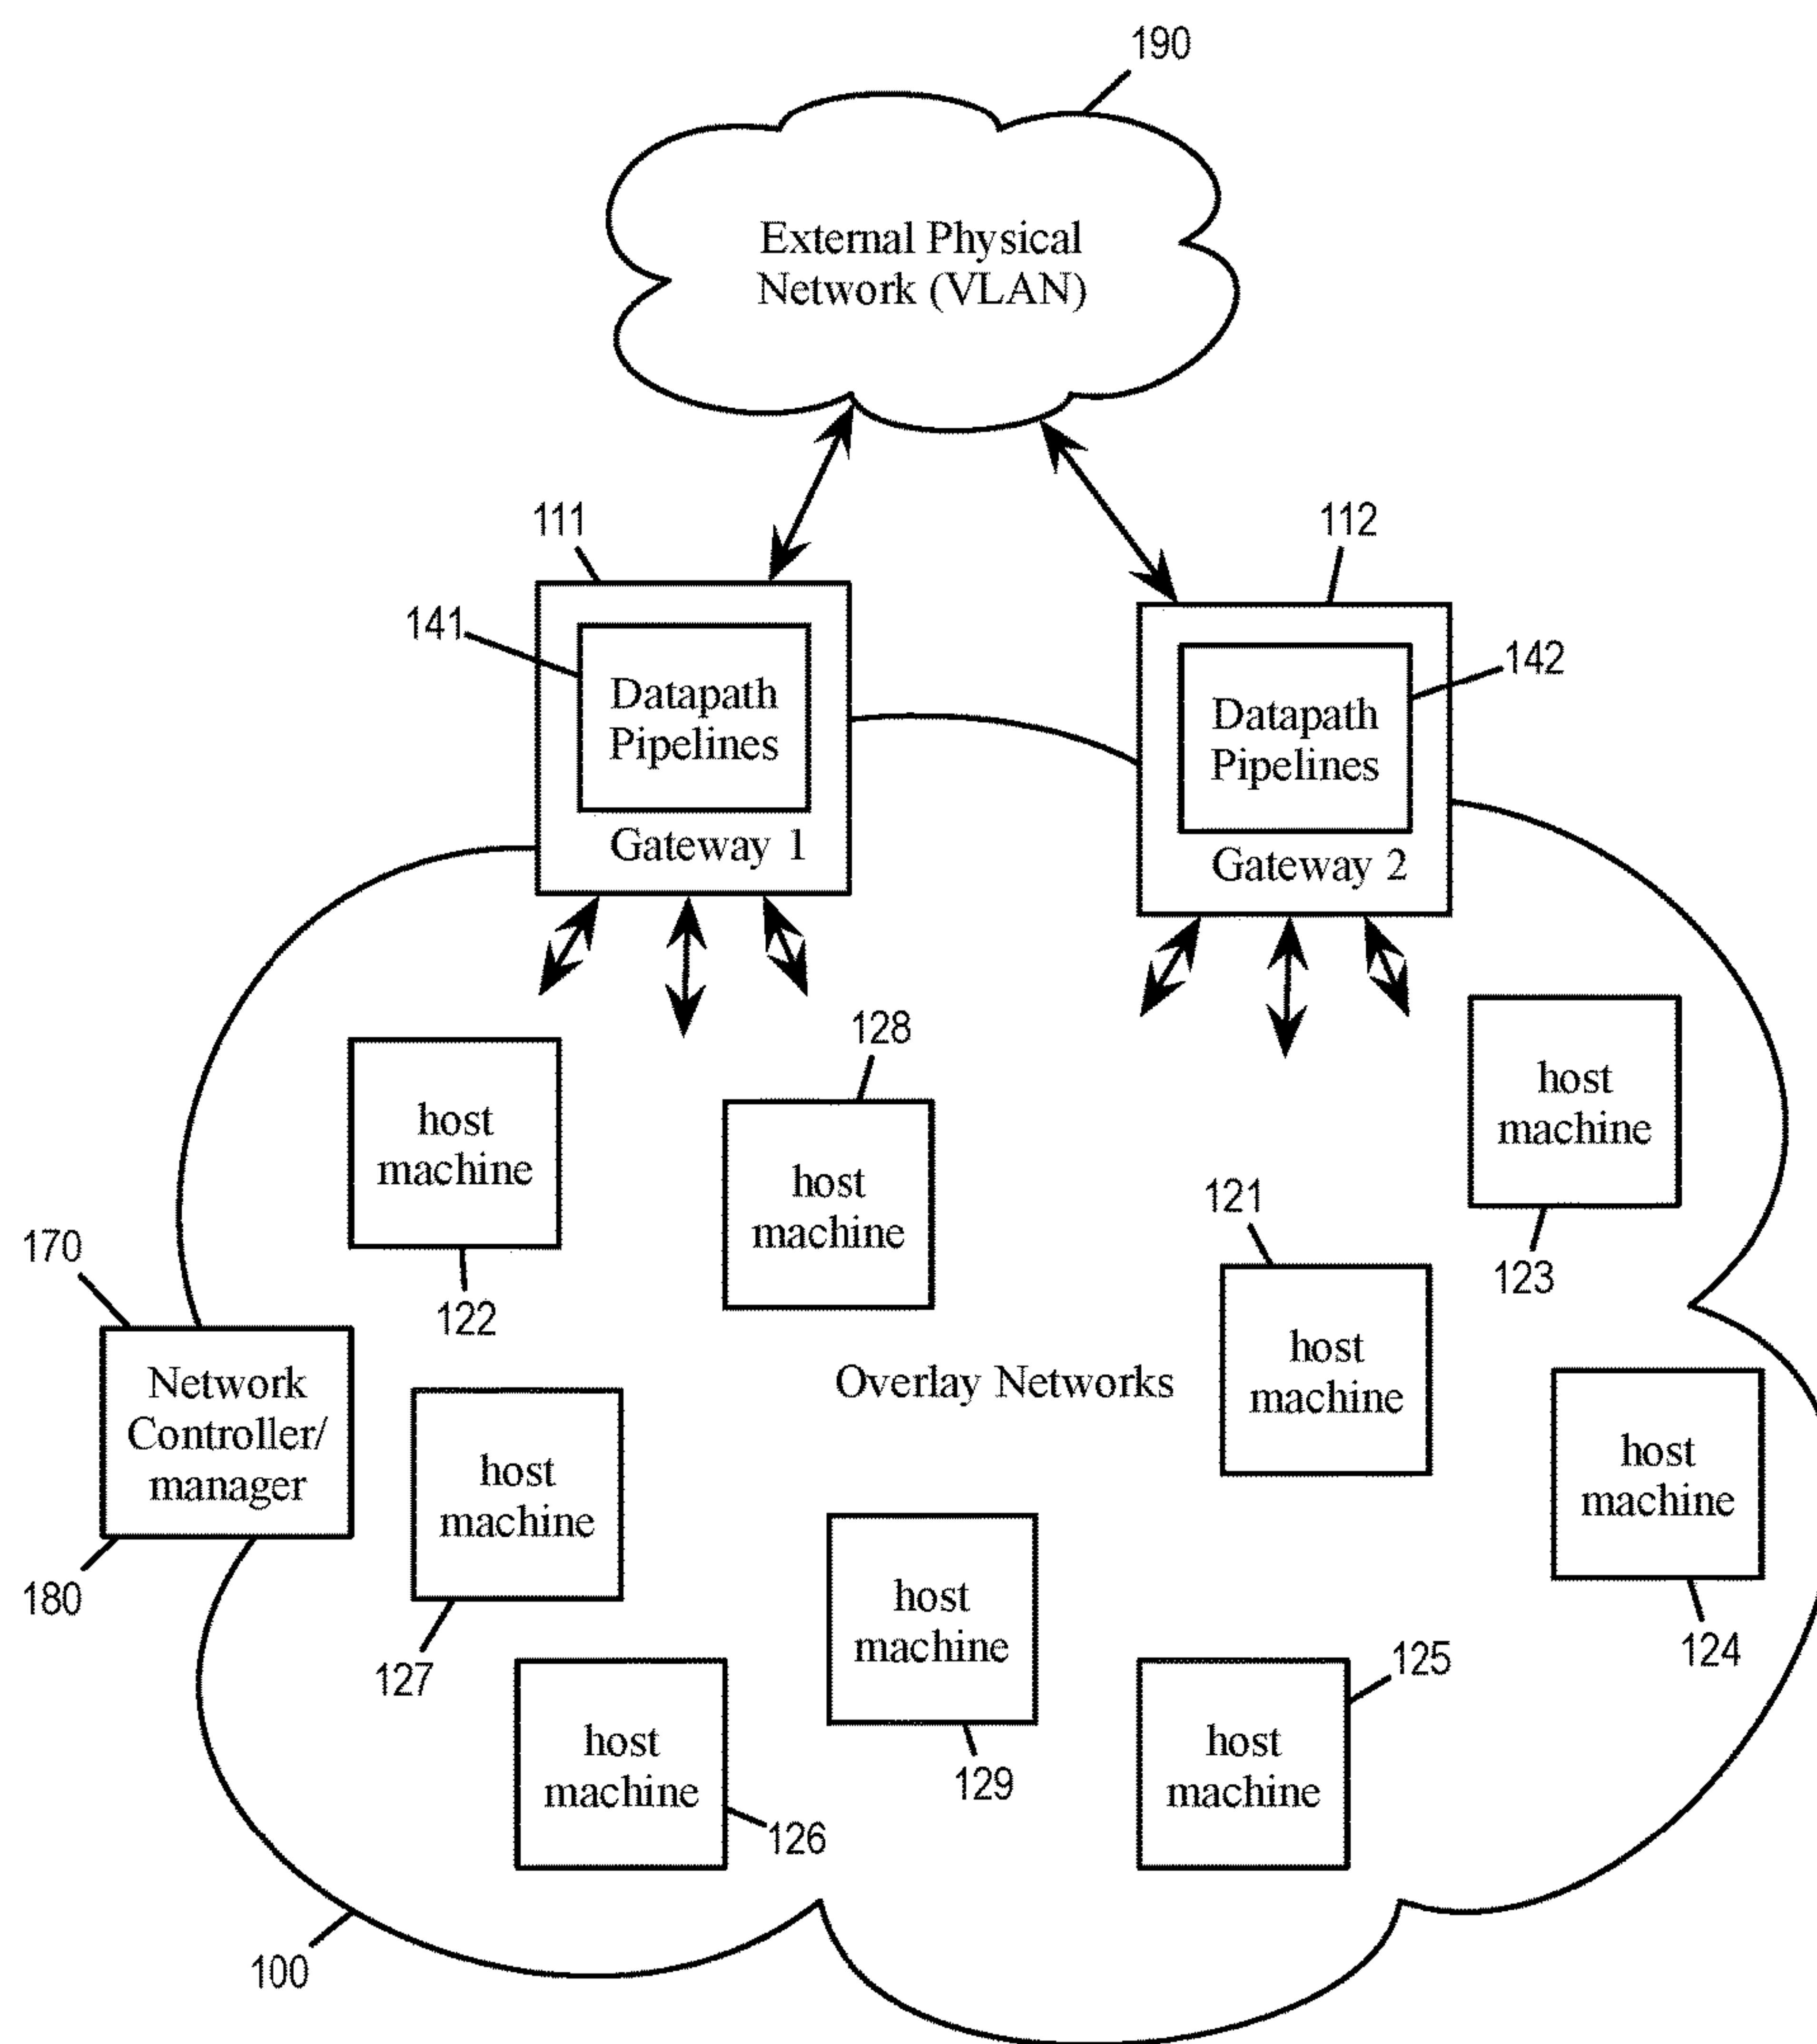 190
External Physical
Network (VLAN)
111
112
141
142
Datapath
Pipelines
Gateway 1
Datapath
Pipelines
Gateway 2
128
host
machine
122
host
machine
host
machine
123
121
host
machine
170
Network
Controller/
manager
180
Overlay Networks
host
machine
127
host
machine
124
host
machine
129
host
machine
126
host
machine
125
100